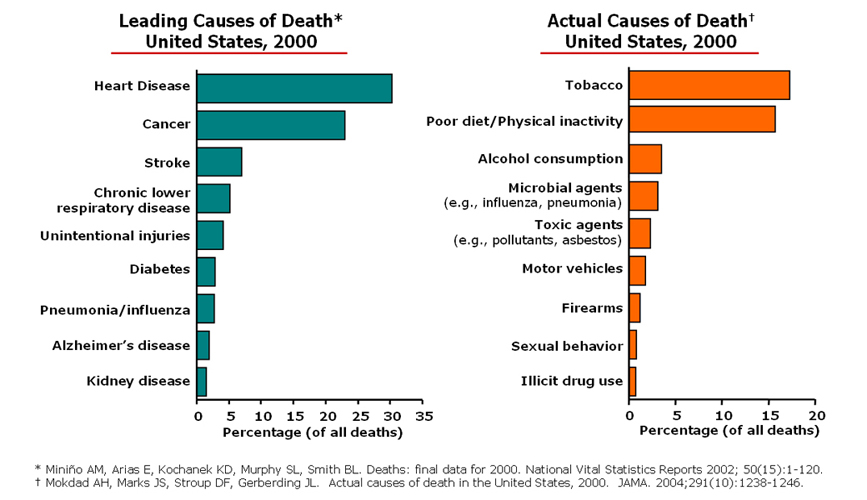 Leading Causes of Death*
United States, 2000
Heart Disease
Cancer
Stroke
Chronic lower
respiratory disease
Unintentional injuries
Diabetes
Pneumonia/influenza
Alzheimer's disease
Kidney disease
0 5 10 15 20 25 30 35
Percentage (of all deaths)
Actual Causes of Death†
United States, 2000
Tobacco
Poor diet/Physical inactivity
Alcohol consumption
Microbial agents
(e.g., influenza, pneumonia)
Toxic agents
(e.g., pollutants, asbestos)
Motor vehicles
Firearms
Sexual behavior
Illicit drug use
0 5 10 15 20
Percentage (of all deaths)
* Miniño AM, Arias E, Kochanek KD, Murphy SL, Smith BL. Deaths: final data for 2000. National Vital Statistics Reports 2002; 50(15):1-120.
† Mokdad AH, Marks JS, Stroup DF, Gerberding JL. Actual causes of death in the United States, 2000. JAMA. 2004;291(10):1238-1246.